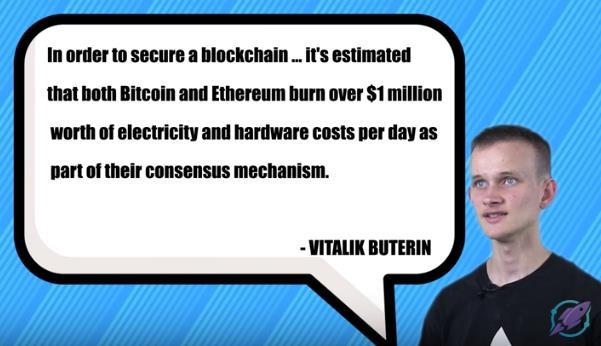 In order to secure a blockchain ... it's estimated
that both Bitcoin and Ethereum burn over $1 million
worth of electricity and hardware costs per day as
part of their consensus mechanism.
- VITALIK BUTERIN